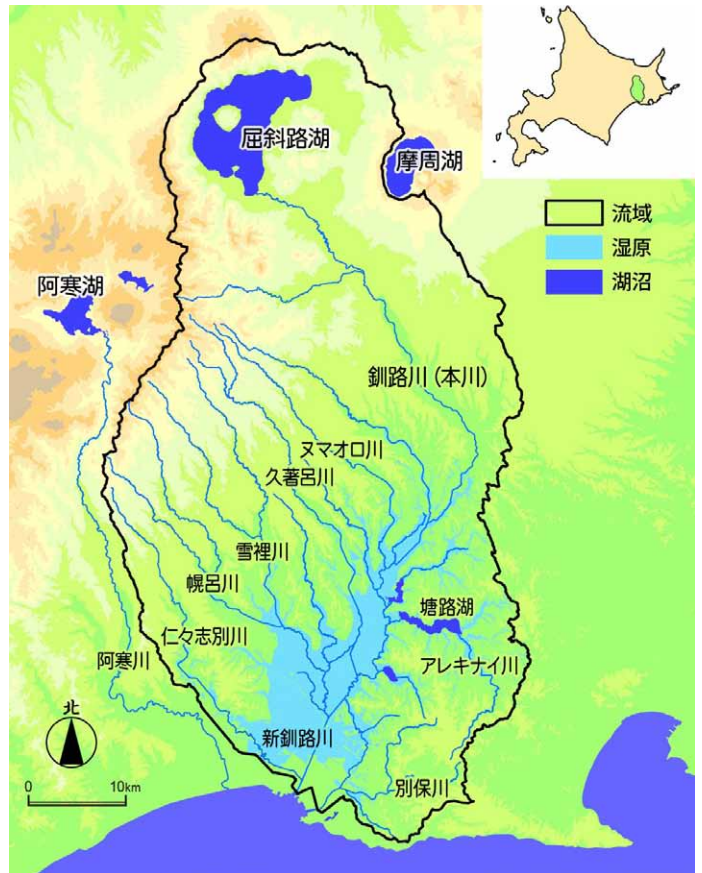 屈斜路湖
摩周湖
流域
湿原
湖沼
阿寒湖
釧路川（本川）
ヌマオロ川
久著呂川
雪裡川
幌呂川
塘路湖
仁々志別川
阿寒川
アレキナイ川
北
新釧路川
0 10km
別保川